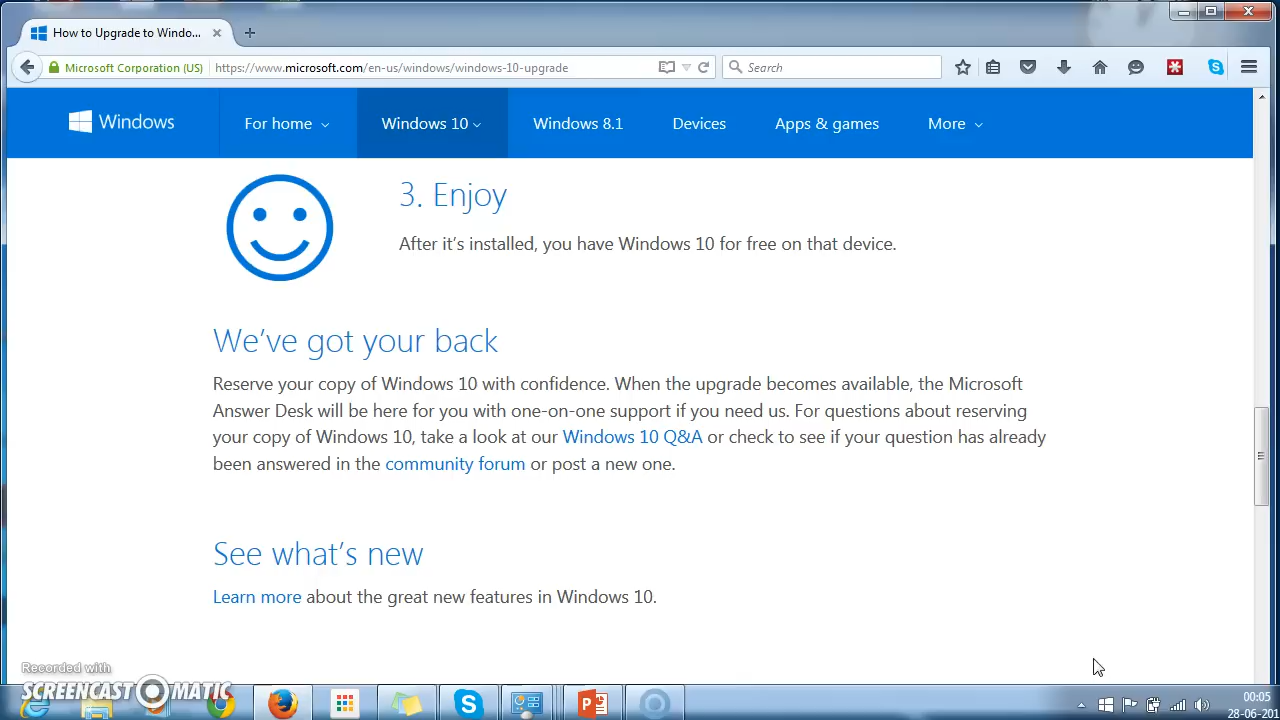 How to Upgrade to Windo...
Microsoft Corporation (US)
https://www.microsoft.com/en-us/windows/windows-10-upgrade
Search
Windows
For home
Windows 10
Windows 8.1
Devices
Apps & games
More
3. Enjoy
After it's installed, you have Windows 10 for free on that device.
We've got your back
Reserve your copy of Windows 10 with confidence. When the upgrade becomes available, the Microsoft
Answer Desk will be here for you with one-on-one support if you need us. For questions about reserving
your copy of Windows 10, take a look at our Windows 10 Q&A or check to see if your question has already
been answered in the community forum or post a new one.
See what's new
Learn more about the great new features in Windows 10.
Recorded with
SCREENCAST MATIC
00:05
28-06-201